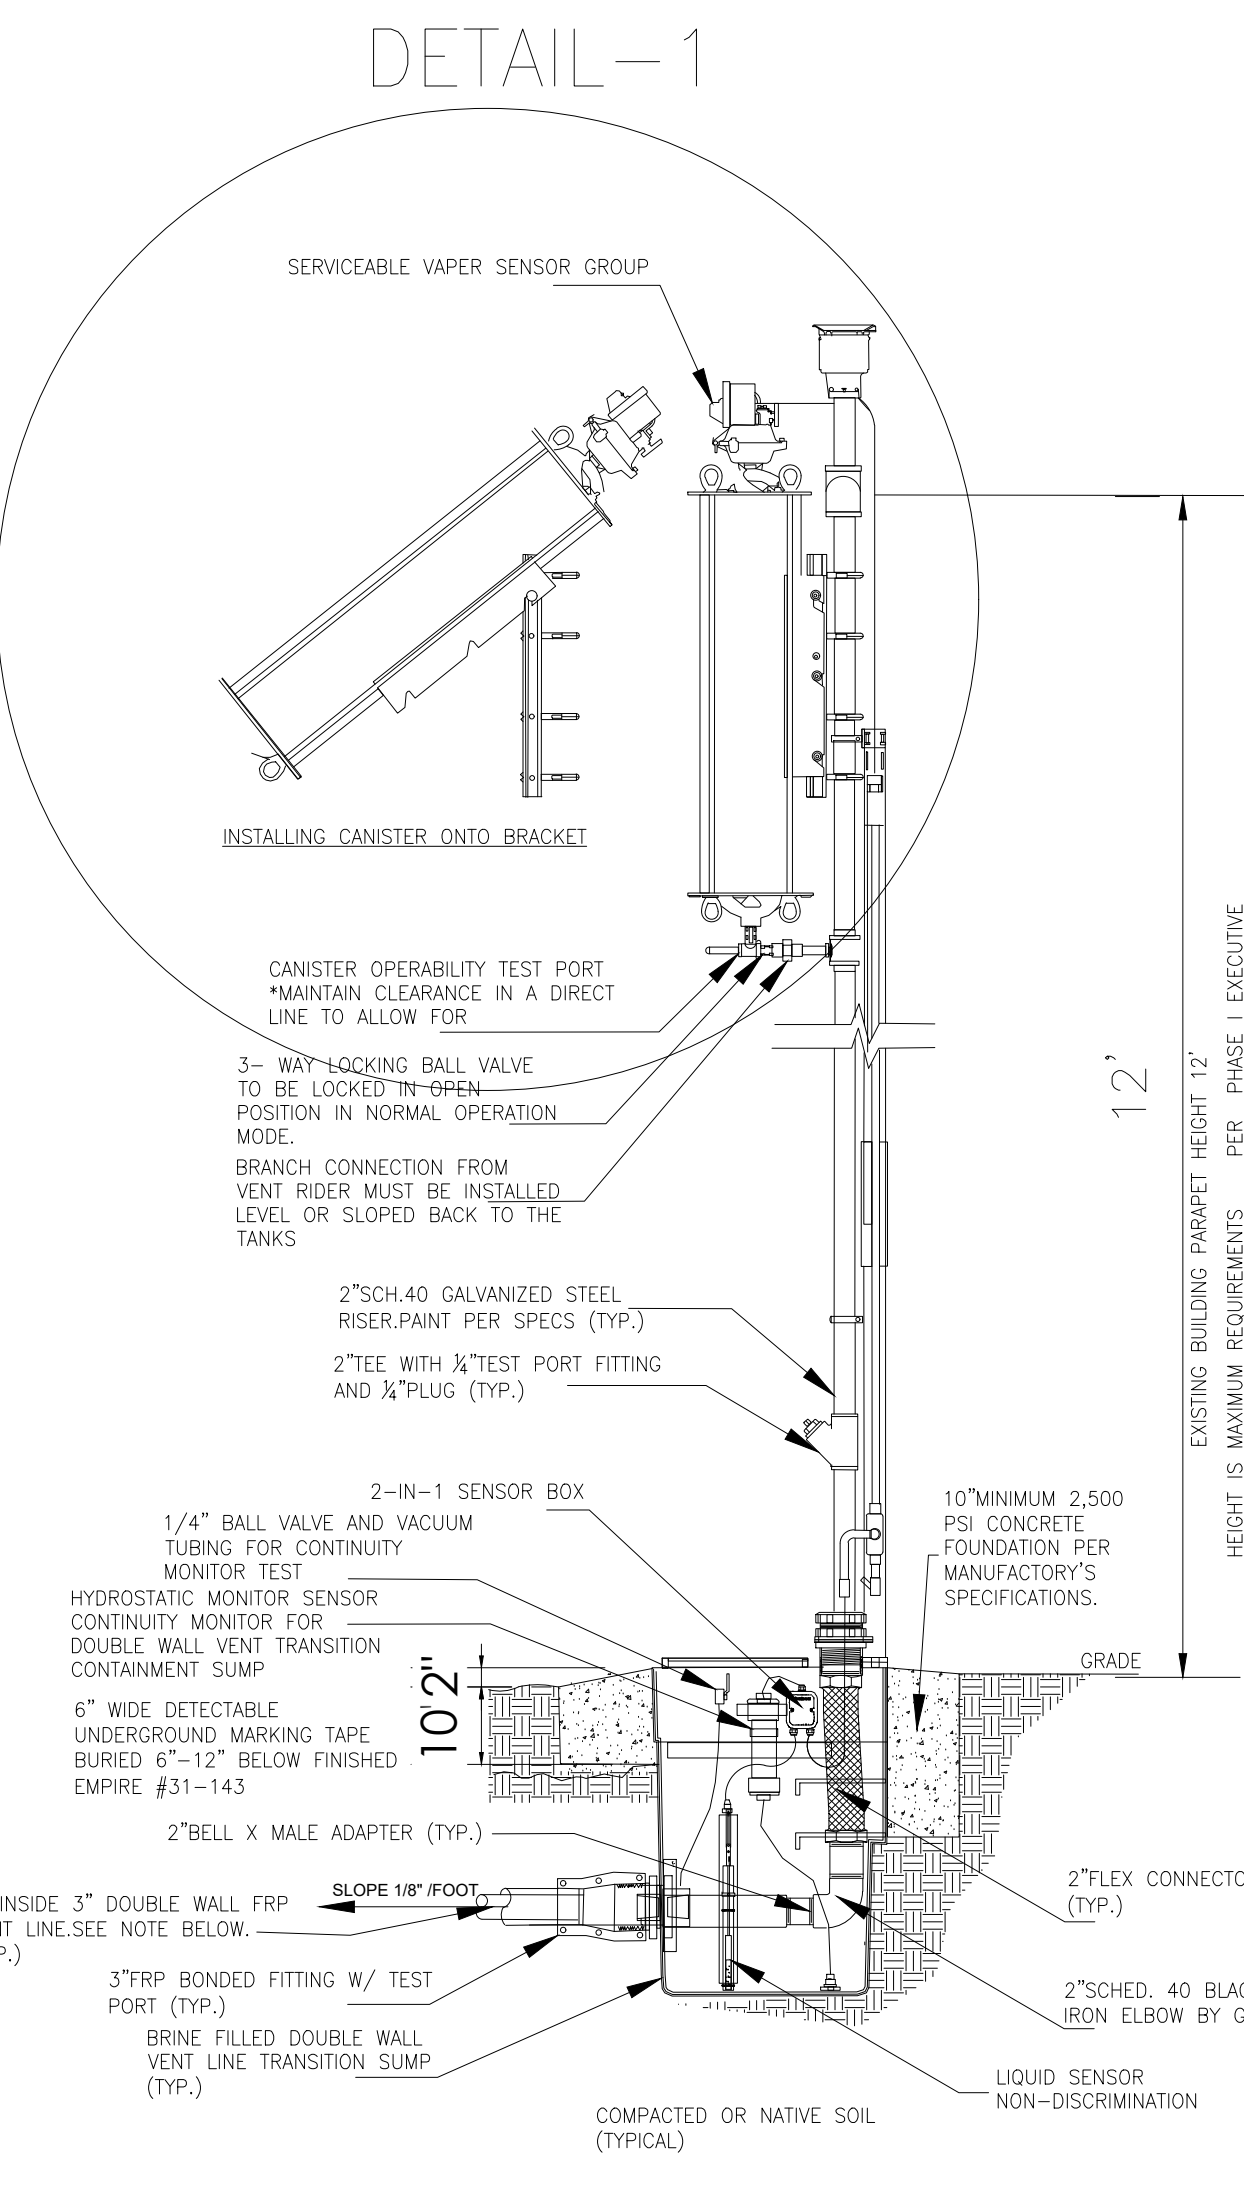 DETAIL-1
SERVICEABLE VAPER SENSOR GROUP
INSTALLING CANISTER ONTO BRACKET
CANISTER OPERABILITY TEST PORT
*MAINTAIN CLEARANCE IN A DIRECT
LINE TO ALLOW FOR
3- WAY LOCKING BALL VALVE
TO BE LOCKED IN OPEN
POSITION IN NORMAL OPERATION
MODE.
BRANCH CONNECTION FROM
VENT RIDER MUST BE INSTALLED
LEVEL OR SLOPED BACK TO THE
TANKS
12'
EXISTING BUILDING PARAPET HEIGHT 12'
HEIGHT IS MAXIMUM REQUIREMENTS PER PHASE I EXECUTIVE
2"SCH.40 GALVANIZED STEEL
RISER.PAINT PER SPECS (TYP.)
2"TEE WITH ¼"TEST PORT FITTING
AND ¼"PLUG (TYP.)
2-IN-1 SENSOR BOX
1/4" BALL VALVE AND VACUUM
TUBING FOR CONTINUITY
MONITOR TEST
HYDROSTATIC MONITOR SENSOR
CONTINUITY MONITOR FOR
DOUBLE WALL VENT TRANSITION
CONTAINMENT SUMP
10"MINIMUM 2,500
PSI CONCRETE
FOUNDATION PER
MANUFACTORY'S
SPECIFICATIONS.
GRADE
2"
10'
6" WIDE DETECTABLE
UNDERGROUND MARKING TAPE
BURIED 6"-12" BELOW FINISHED
EMPIRE #31-143
2"BELL X MALE ADAPTER (TYP.)
SLOPE 1/8" /FOOT
INSIDE 3" DOUBLE WALL FRP
LINE.SEE NOTE BELOW.
3"FRP BONDED FITTING W/ TEST
PORT (TYP.)
BRINE FILLED DOUBLE WALL
VENT LINE TRANSITION SUMP
(TYP.)
2"FLEX
(TYP.)
2"SCHED. 40
IRON ELBOW BY
LIQUID SENSOR
NON-DISCRIMINATION
COMPACTED OR NATIVE SOIL
(TYPICAL)